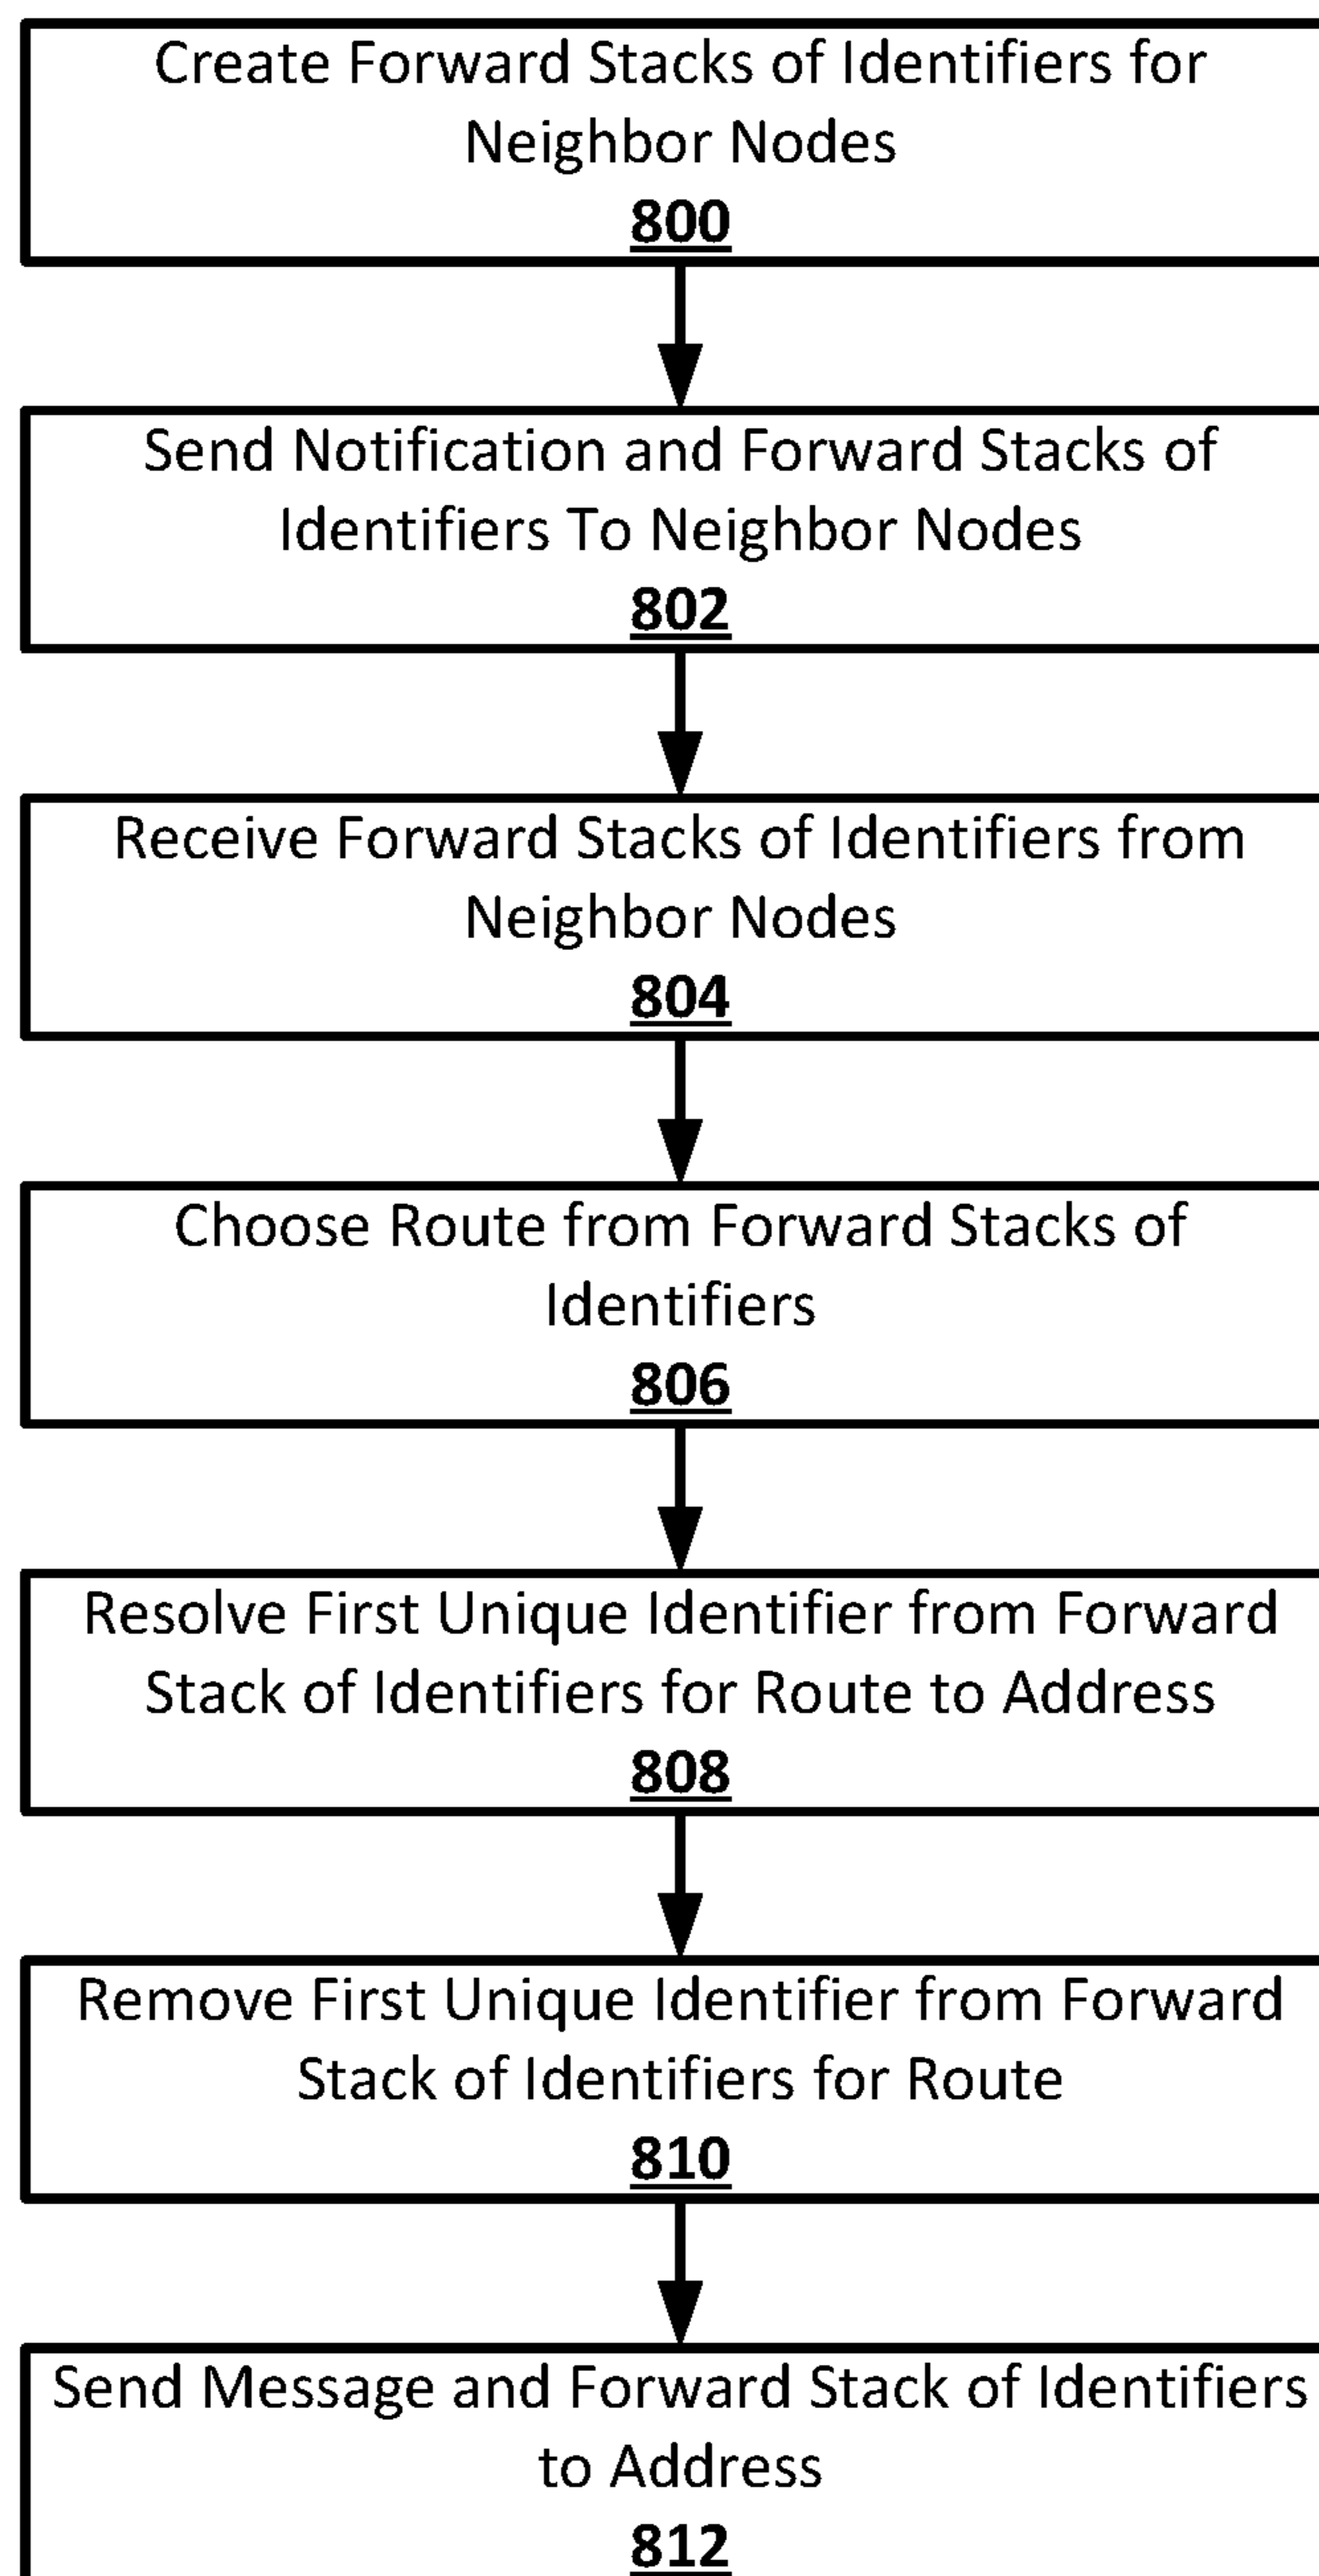 Create Forward Stacks of Identifiers for
Neighbor Nodes
800
Send Notification and Forward Stacks of
Identifiers To Neighbor Nodes
802
Receive Forward Stacks of Identifiers from
Neighbor Nodes
804
Choose Route from Forward Stacks of
Identifiers
806
Resolve First Unique Identifier from Forward
Stack of Identifiers for Route to Address
808
Remove First Unique Identifier from Forward
Stack of Identifiers for Route
810
Send Message and Forward Stack of Identifiers
to Address
812